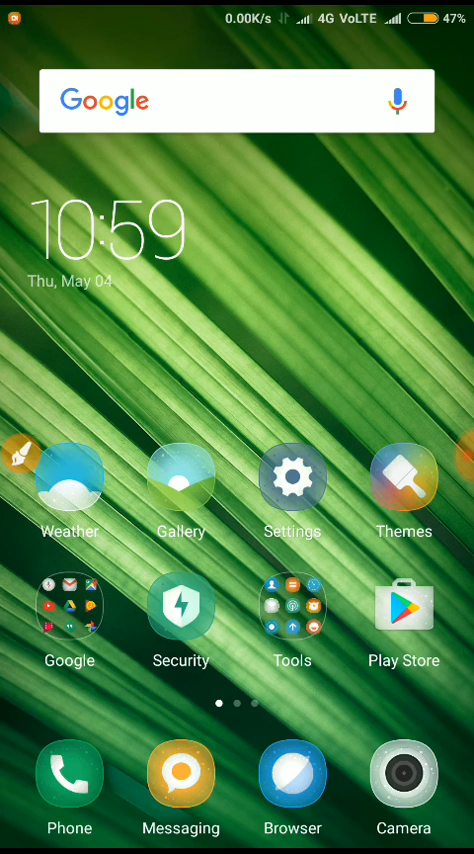 0.00K/s 4G VoLTE 47%
Google
10:59
Thu, May 04
Weather Gallery Settings Themes
Google Security Tools Play Store
Phone Messaging Browser Camera